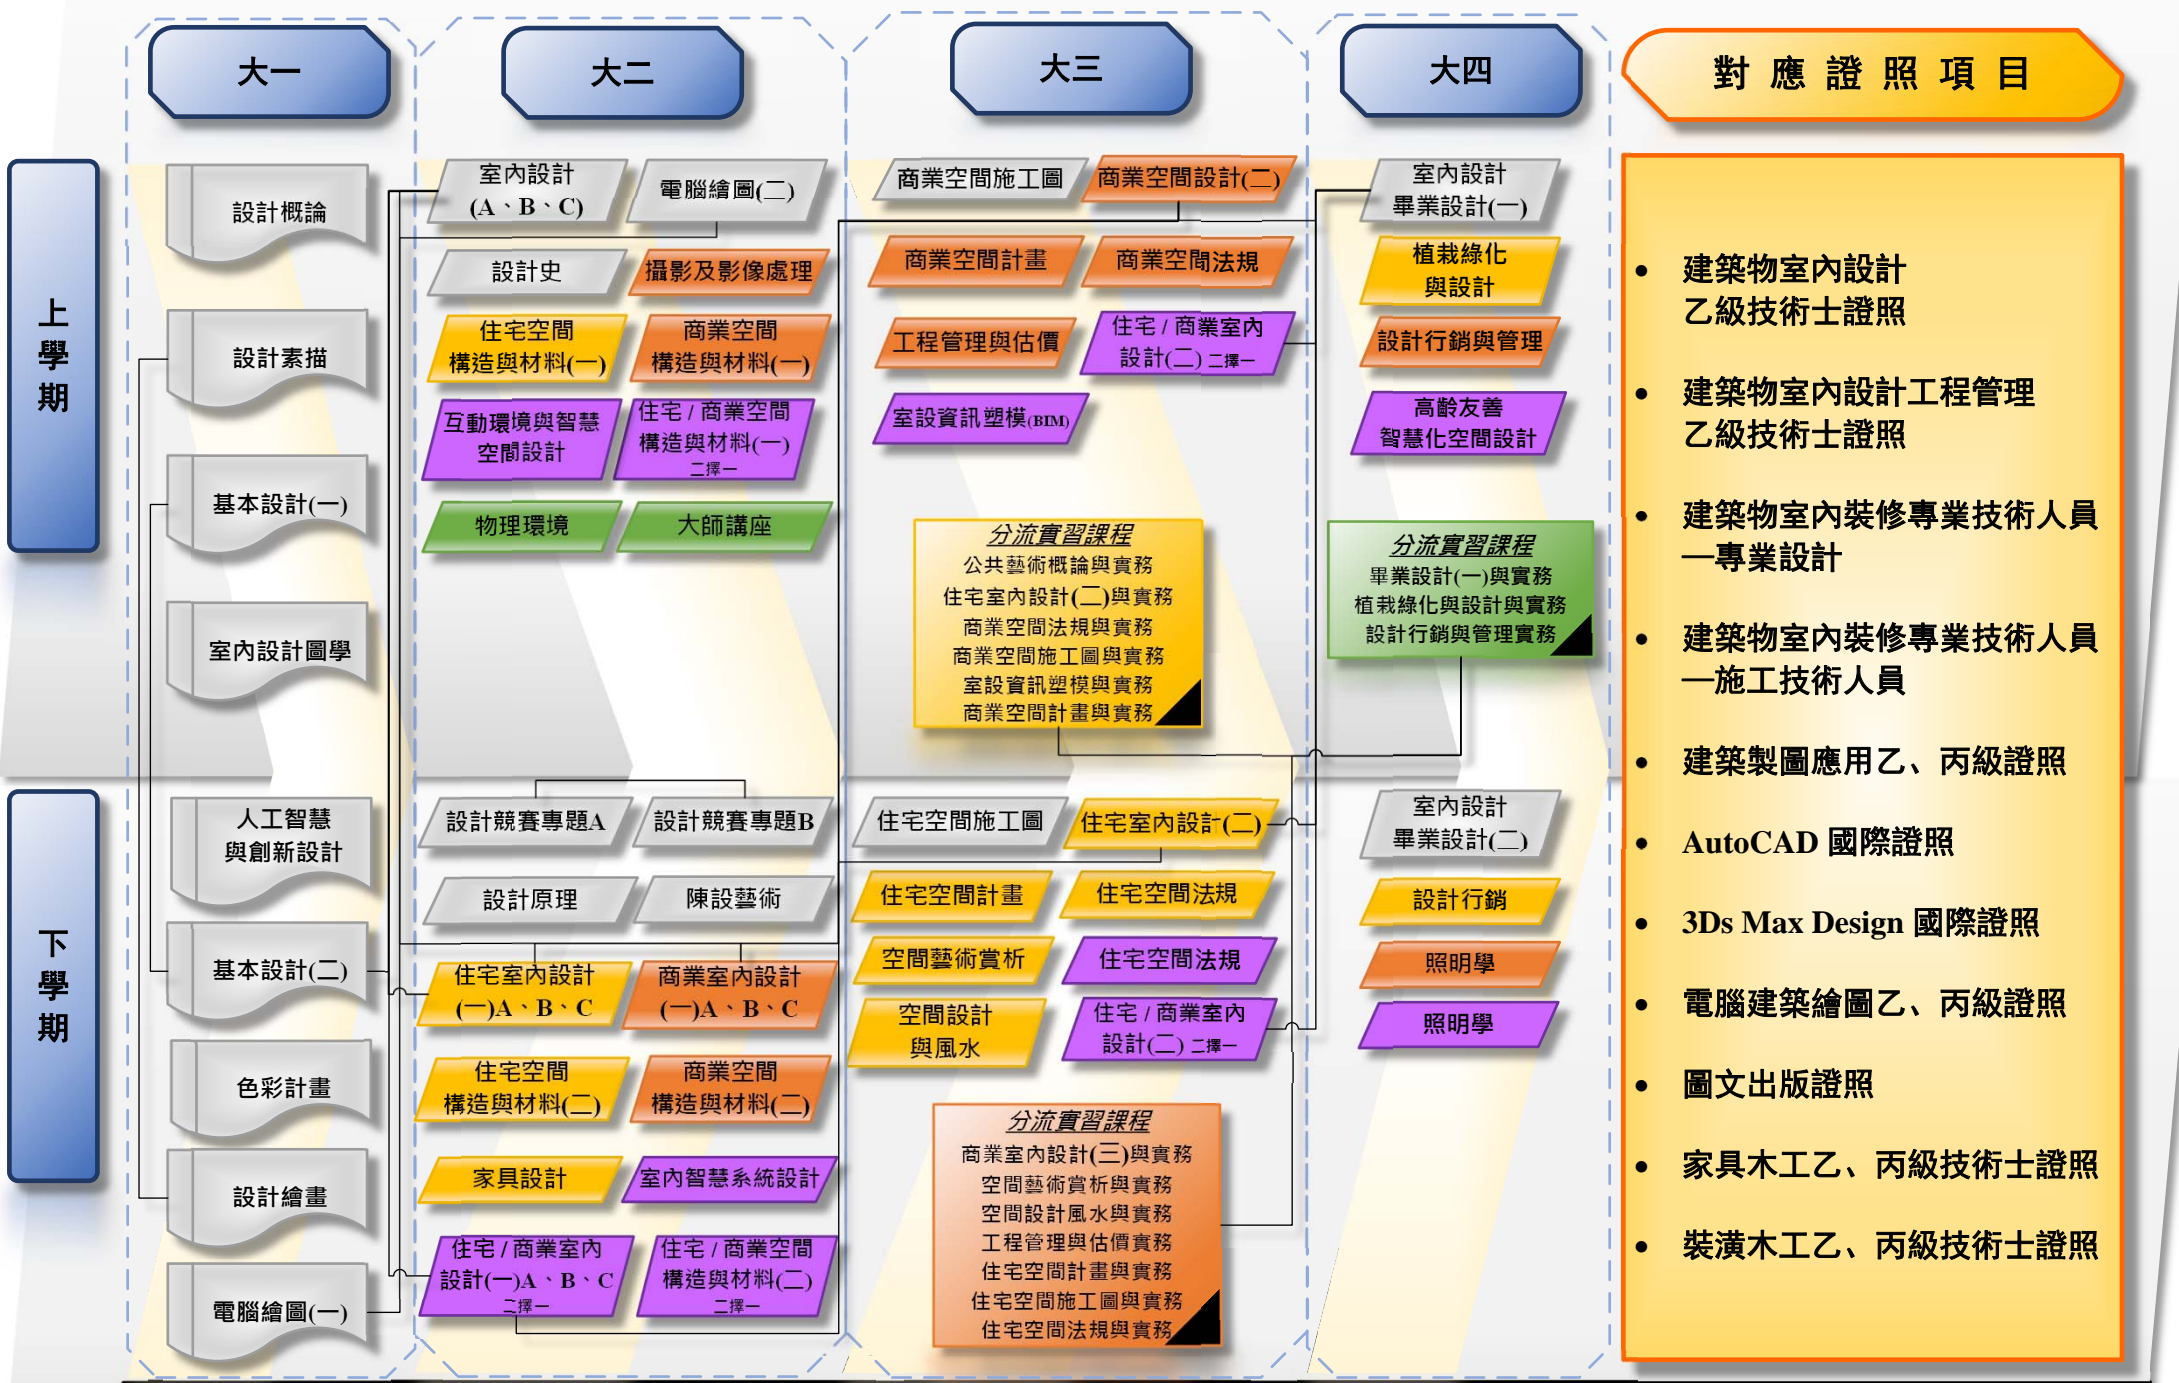 大一
大二
大三
大四
對應證照項目
上學期
設計概論
設計素描
基本設計(一)
室內設計圖學
室內設計
(A、B、C)
電腦繪圖(二)
設計史
攝影及影像處理
住宅空間
構造與材料(一)
商業空間
構造與材料(一)
互動環境與智慧
空間設計
住宅 / 商業空間
構造與材料(一)
二擇一
物理環境
大師講座
商業空間施工圖
商業空間設計(二)
商業空間計畫
商業空間法規
工程管理與估價
住宅 / 商業室內
設計(二) 二擇一
室設資訊塑模(BIM)
分流實習課程
公共藝術概論與實務
住宅室內設計(二)與實務
商業空間法規與實務
商業空間施工圖與實務
室設資訊塑模與實務
商業空間計畫與實務
室內設計
畢業設計(一)
植栽綠化
與設計
設計行銷與管理
高齡友善
智慧化空間設計
分流實習課程
畢業設計(一)與實務
植栽綠化與設計與實務
設計行銷與管理實務
下學期
人工智慧
與創新設計
基本設計(二)
色彩計畫
設計繪畫
電腦繪圖(一)
設計競賽專題A
設計競賽專題B
設計原理
陳設藝術
住宅室內設計
(一)A、B、C
商業室內設計
(一)A、B、C
住宅空間
構造與材料(二)
商業空間
構造與材料(二)
家具設計
室內智慧系統設計
住宅 / 商業室內
設計(一)A、B、C
二擇一
住宅 / 商業空間
構造與材料(二)
二擇一
住宅空間施工圖
住宅室內設計(二)
住宅空間計畫
住宅空間法規
空間藝術賞析
住宅空間法規
空間設計
與風水
住宅 / 商業室內
設計(二) 二擇一
分流實習課程
商業室內設計(三)與實務
空間藝術賞析與實務
空間設計風水與實務
工程管理與估價實務
住宅空間計畫與實務
住宅空間施工圖與實務
住宅空間法規與實務
室內設計
畢業設計(二)
設計行銷
照明學
照明學
• 建築物室內設計
乙級技術士證照
• 建築物室內設計工程管理
乙級技術士證照
• 建築物室內裝修專業技術人員
—專業設計
• 建築物室內裝修專業技術人員
—施工技術人員
• 建築製圖應用乙、丙級證照
• AutoCAD 國際證照
• 3Ds Max Design 國際證照
• 電腦建築繪圖乙、丙級證照
• 圖文出版證照
• 家具木工乙、丙級技術士證照
• 裝潢木工乙、丙級技術士證照